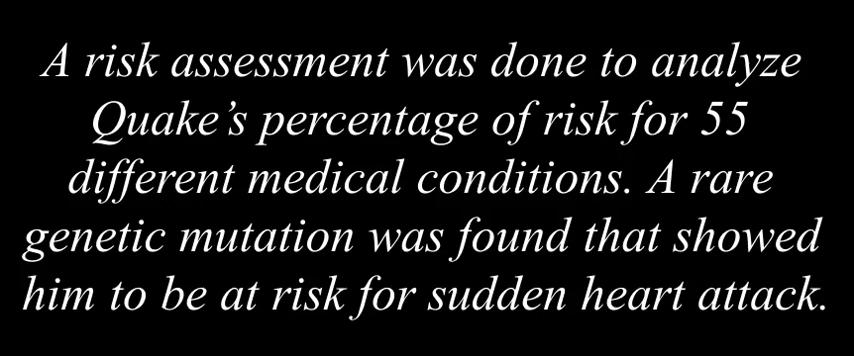 A risk assessment was done to analyze
Quake’s percentage of risk for 55
different medical conditions. A rare
genetic mutation was found that showed
him to be at risk for sudden heart attack.